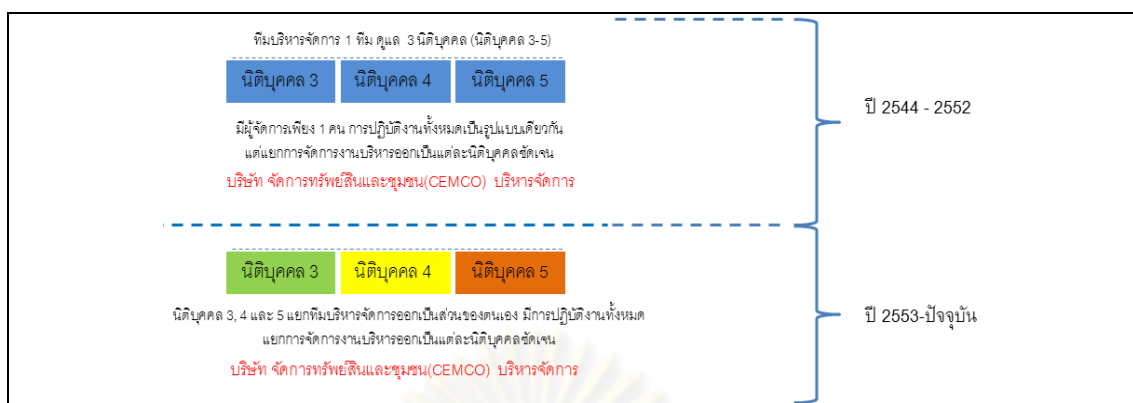 ทีมบริหารจัดการ 1 ทีม ดูแล 3 นิติบุคคล (นิติบุคคล 3-5)
นิติบุคคล 3 นิติบุคคล 4 นิติบุคคล 5
ปี 2544 - 2552
มีผู้จัดการเพียง 1 คน การปฏิบัติงานทั้งหมดเป็นรูปแบบเดียวกัน
แต่แยกการจัดการงานบริหารออกเป็นแต่ละนิติบุคคลชัดเจน
บริษัท จัดการทรัพย์สินและชุมชน(CEMCO) บริหารจัดการ
นิติบุคคล 3 นิติบุคคล 4 นิติบุคคล 5
นิติบุคคล 3, 4 และ 5 แยกทีมบริหารจัดการออกเป็นส่วนของตนเอง มีการปฏิบัติงานทั้งหมด
ปี 2553-ปัจจุบัน
แยกการจัดการงานบริหารออกเป็นแต่ละนิติบุคคลชัดเจน
บริษัท จัดการทรัพย์สินและชุมชน(CEMCO) บริหารจัดการ